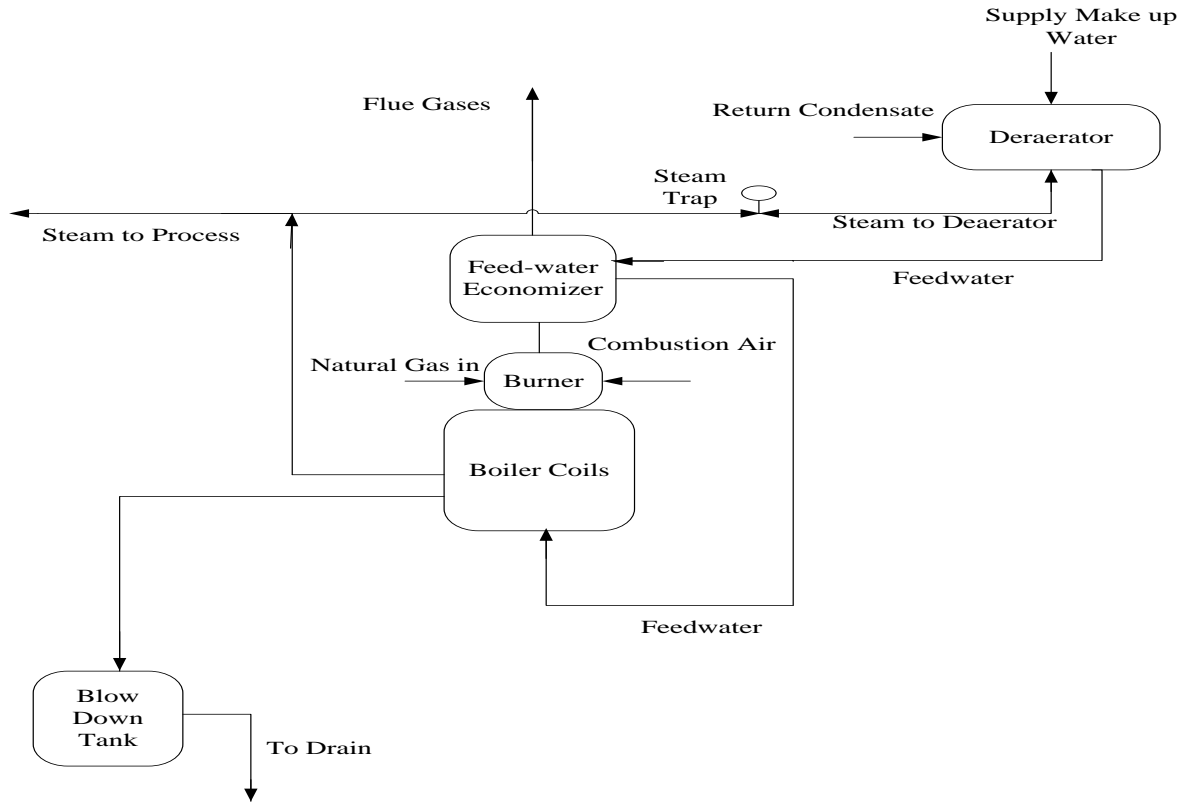 Supply Make up
Water
Flue Gases
Return Condensate
Deraerator
Steam
Trap
Steam to Process
Steam to Deaerator
Feed-water
Economizer
Feedwater
Combustion Air
Natural Gas in
Burner
Boiler Coils
Feedwater
Blow
Down
Tank
To Drain